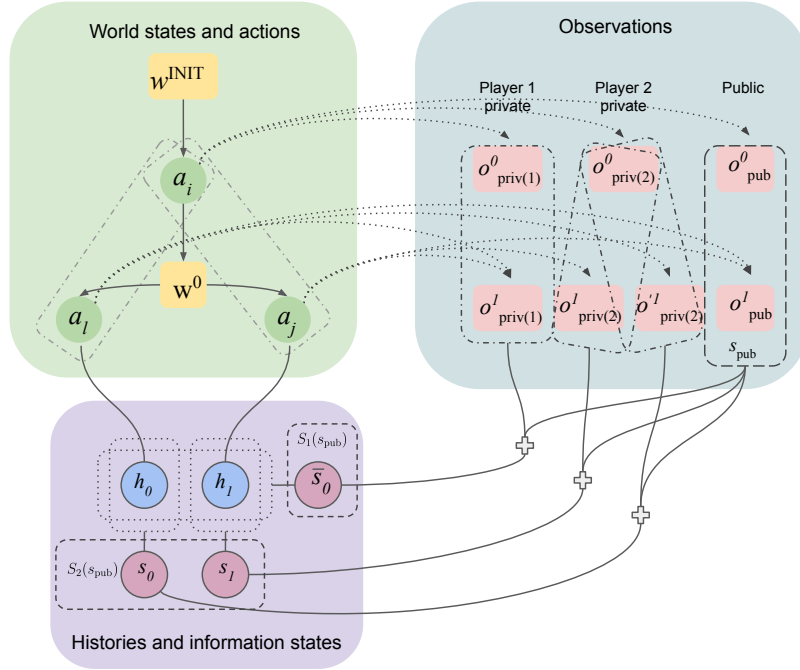 World states and actions
Observations
w^INIT
Player 1
private
Player 2
private
Public
a_i
o^0_priv(1)
o^0_priv(2)
o^0_pub
w^0
a_l
a_j
o^1_priv(1)
o^1_priv(2)
o'^1_priv(2)
o^1_pub
s_pub
S_1(s_pub)
h_0
h_1
s̅_0
S_2(s_pub)
s_0
s_1
Histories and information states